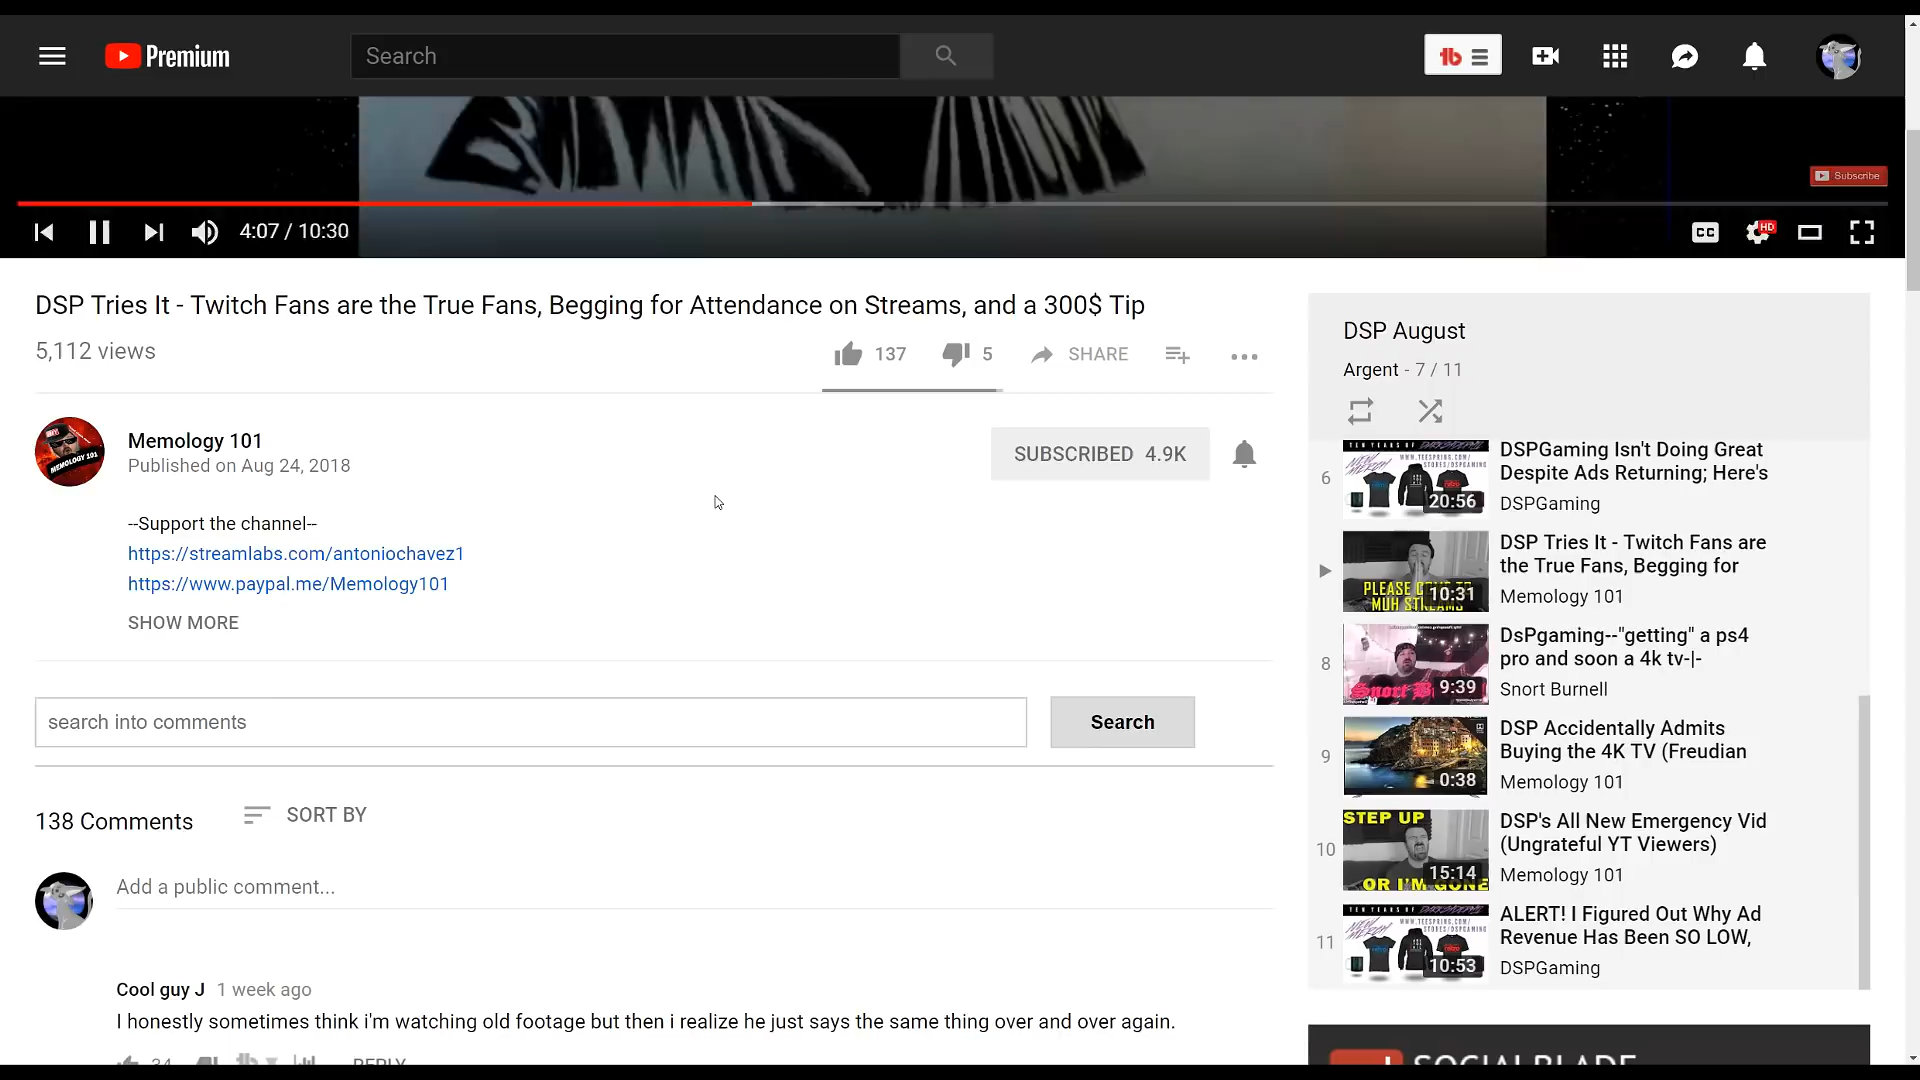 Premium
Search
Subscribe
4:07 / 10:30
CC
HD
DSP Tries It - Twitch Fans are the True Fans, Begging for Attendance on Streams, and a 300$ Tip
5,112 views
137
5
SHARE
Memology 101
Published on Aug 24, 2018
SUBSCRIBED 4.9K
--Support the channel--
https://streamlabs.com/antoniochavez1
https://www.paypal.me/Memology101
SHOW MORE
search into comments
Search
138 Comments
SORT BY
Add a public comment...
Cool guy J 1 week ago
I honestly sometimes think i'm watching old footage but then i realize he just says the same thing over and over again.
34
REPLY
DSP August
Argent - 7 / 11
6
20:56
DSPGaming Isn't Doing Great
Despite Ads Returning; Here's
DSPGaming
10:31
DSP Tries It - Twitch Fans are
the True Fans, Begging for
Memology 101
8
9:39
DsPgaming--"getting" a ps4
pro and soon a 4k tv-|-
Snort Burnell
9
0:38
DSP Accidentally Admits
Buying the 4K TV (Freudian
Memology 101
10
STEP UP
OR I'M GONE
15:14
DSP's All New Emergency Vid
(Ungrateful YT Viewers)
Memology 101
11
10:53
ALERT! I Figured Out Why Ad
Revenue Has Been SO LOW,
DSPGaming
SOCIALBLADE